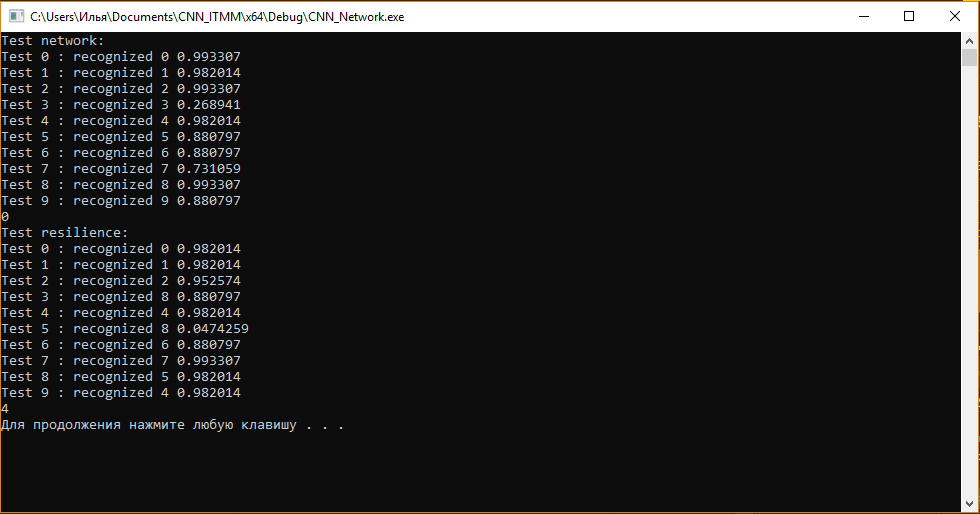 C:\Users\Илья\Documents\CNN_ITMM\x64\Debug\CNN_Network.exe
Test network:
Test 0 : recognized 0 0.993307
Test 1 : recognized 1 0.982014
Test 2 : recognized 2 0.993307
Test 3 : recognized 3 0.268941
Test 4 : recognized 4 0.982014
Test 5 : recognized 5 0.880797
Test 6 : recognized 6 0.880797
Test 7 : recognized 7 0.731059
Test 8 : recognized 8 0.993307
Test 9 : recognized 9 0.880797
0
Test resilience:
Test 0 : recognized 0 0.982014
Test 1 : recognized 1 0.982014
Test 2 : recognized 2 0.952574
Test 3 : recognized 8 0.880797
Test 4 : recognized 4 0.982014
Test 5 : recognized 8 0.0474259
Test 6 : recognized 6 0.880797
Test 7 : recognized 7 0.993307
Test 8 : recognized 5 0.982014
Test 9 : recognized 4 0.982014
4
Для продолжения нажмите любую клавишу . . .